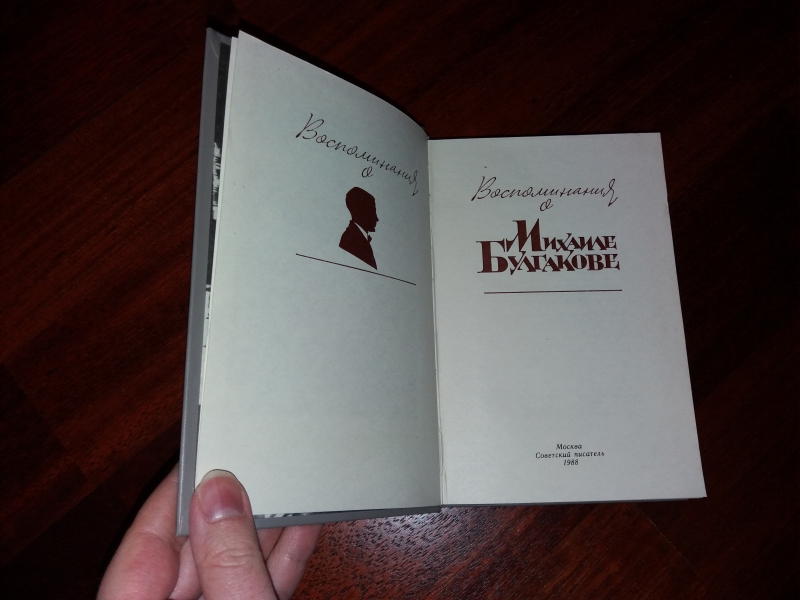 Воспоминания
о
Воспоминания
о
Михаиле
Булгакове
Москва
Советский писатель
1988